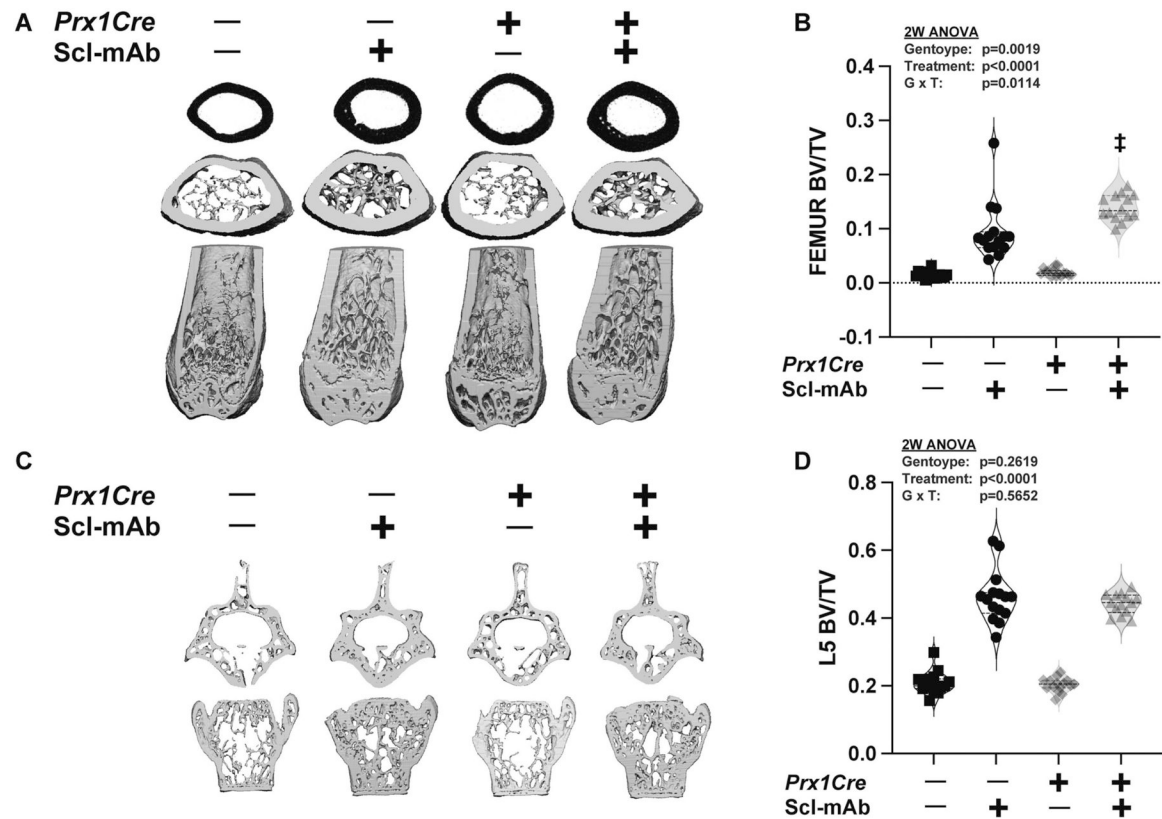 A
Prx1Cre — — + +
Scl-mAb — + — +
B
2W ANOVA
Gentoype: p=0.0019
Treatment: p<0.0001
G x T: p=0.0114
FEMUR BV/TV
0.4
0.3
0.2
0.1
0.0
-0.1
‡
Prx1Cre — — + +
Scl-mAb — + — +
C
Prx1Cre — — + +
Scl-mAb — + — +
D
2W ANOVA
Gentoype: p=0.2619
Treatment: p<0.0001
G x T: p=0.5652
L5 BV/TV
0.8
0.6
0.4
0.2
0.0
Prx1Cre — — + +
Scl-mAb — + — +